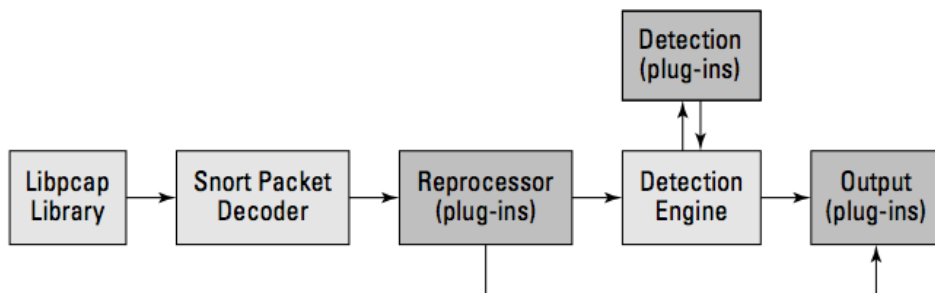 Detection
(plug-ins)
Libpcap
Library
Snort Packet
Decoder
Reprocessor
(plug-ins)
Detection
Engine
Output
(plug-ins)